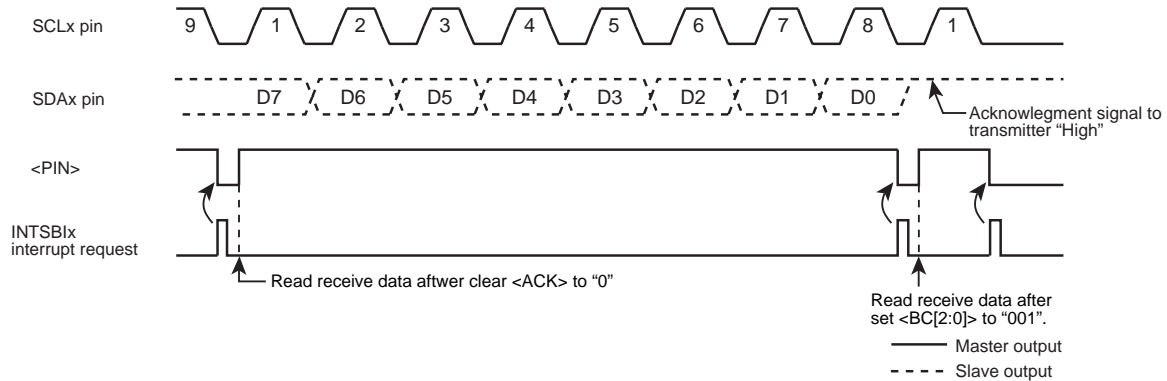 SCLx pin
9 1 2 3 4 5 6 7 8 1
SDAx pin
D7 D6 D5 D4 D3 D2 D1 D0
Acknowlegment signal to
transmitter “High”
<PIN>
INTSBIx
interrupt request
Read receive data aftwer clear <ACK> to “0”
Read receive data after
set <BC[2:0]> to “001”.
Master output
Slave output